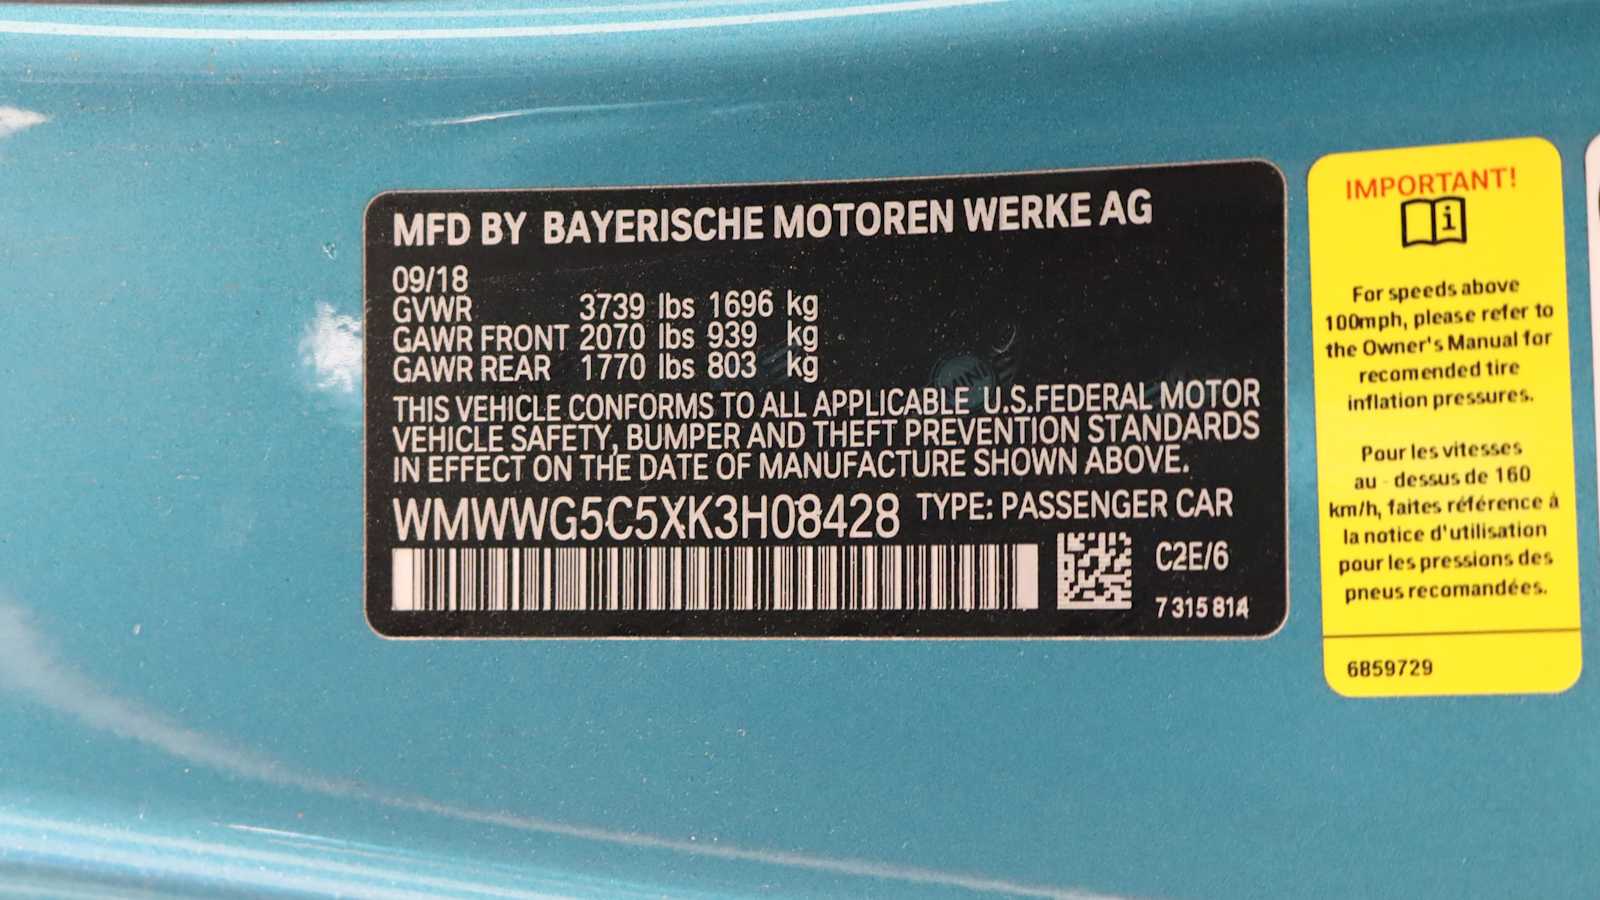 MFD BY BAYERISCHE MOTOREN WERKE AG
09/18
GVWR 3739 lbs 1696 kg
GAWR FRONT 2070 lbs 939 kg
GAWR REAR 1770 lbs 803 kg
THIS VEHICLE CONFORMS TO ALL APPLICABLE U.S.FEDERAL MOTOR
VEHICLE SAFETY, BUMPER AND THEFT PREVENTION STANDARDS
IN EFFECT ON THE DATE OF MANUFACTURE SHOWN ABOVE.
WMWWG5C5XK3H08428 TYPE: PASSENGER CAR
C2E/6
7 315 814
IMPORTANT!
i
For speeds above
100mph, please refer to
the Owner's Manual for
recomended tire
inflation pressures.
Pour les vitesses
au - dessus de 160
km/h, faites référence à
la notice d'utilisation
pour les pressions des
pneus recomandées.
6859729